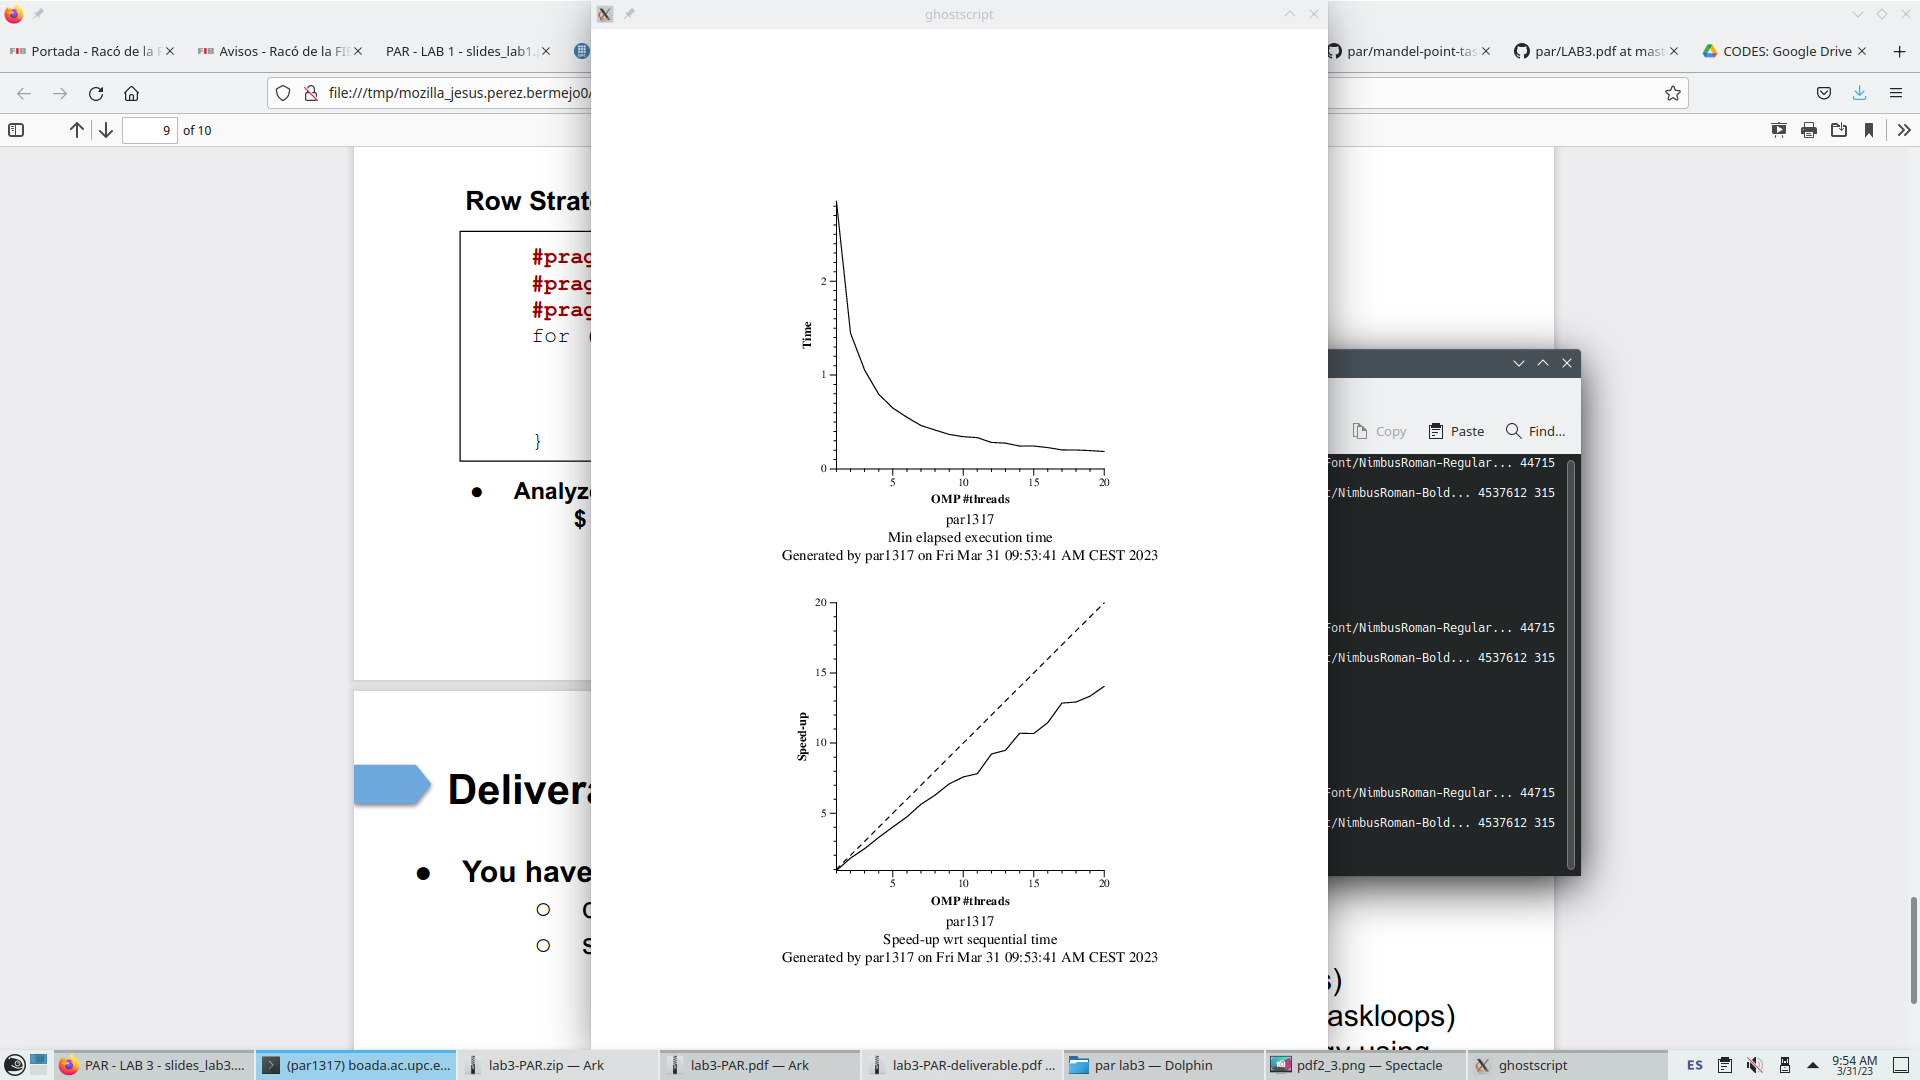 ghostscript
Portada - Racó de la F
Avisos - Racó de la FI
PAR - LAB 1 - slides_lab1.
par/mandel-point-tas
par/LAB3.pdf at mast
CODES: Google Drive
file:///tmp/mozilla_jesus.perez.bermejo0/
9 of 10
Row Strat
#prag
#prag
#prag
for
}
Analyz
$
Delivera
You have
2
1
0
Time
5 10 15 20
OMP #threads
par1317
Min elapsed execution time
Generated by par1317 on Fri Mar 31 09:53:41 AM CEST 2023
20
15
10
5
Speed-up
5 10 15 20
OMP #threads
par1317
Speed-up wrt sequential time
Generated by par1317 on Fri Mar 31 09:53:41 AM CEST 2023
Copy Paste Find...
Font/NimbusRoman-Regular... 44715
t/NimbusRoman-Bold... 4537612 315
Font/NimbusRoman-Regular... 44715
t/NimbusRoman-Bold... 4537612 315
Font/NimbusRoman-Regular... 44715
t/NimbusRoman-Bold... 4537612 315
s)
askloops)
y using
PAR - LAB 3 - slides_lab3....
(par1317) boada.ac.upc.e...
lab3-PAR.zip — Ark
lab3-PAR.pdf — Ark
lab3-PAR-deliverable.pdf ...
par lab3 — Dolphin
pdf2_3.png — Spectacle
ghostscript
ES
9:54 AM
3/31/23